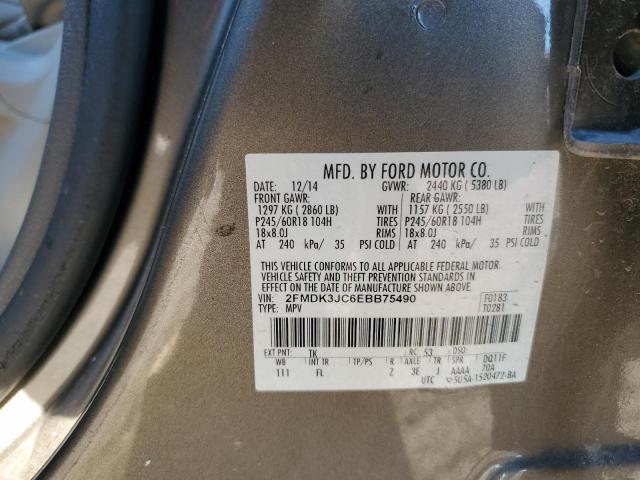 MFD. BY FORD MOTOR CO.
DATE: 12/14 GVWR: 2440 KG ( 5380 LB)
FRONT GAWR: REAR GAWR:
1297 KG ( 2860 LB) WITH 1157 KG ( 2550 LB) WITH
P245/60R18 104H TIRES P245/60R18 104H TIRES
18x8.0J RIMS 18x8.0J RIMS
AT 240 kPa/ 35 PSI COLD AT 240 kPa/ 35 PSI COLD
THIS VEHICLE CONFORMS TO ALL APPLICABLE FEDERAL MOTOR
VEHICLE SAFETY AND THEFT PREVENTION STANDARDS IN
EFFECT ON THE DATE OF MANUFACTURE SHOWN ABOVE.
VIN: 2FMDK3JC6EBB75490 F0183
TYPE: MPV T0281
EXT PNT: TK RC: 53 DSO:
WB INT TR TP/PS R AXLE TR SPR DQ11F
111 FL Z 3E J AAAA 70A
UTC 5U5A-1520472-BA